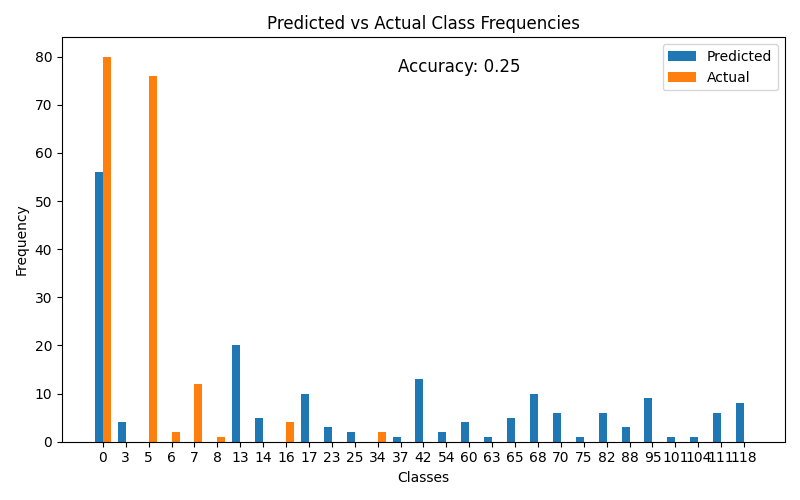 Predicted vs Actual Class Frequencies
Accuracy: 0.25
Predicted
Actual
Frequency
80
70
60
50
40
30
20
10
0
0 3 5 6 7 8 13 14 16 17 23 25 34 37 42 54 60 63 65 68 70 75 82 88 95 101 104 111 118
Classes